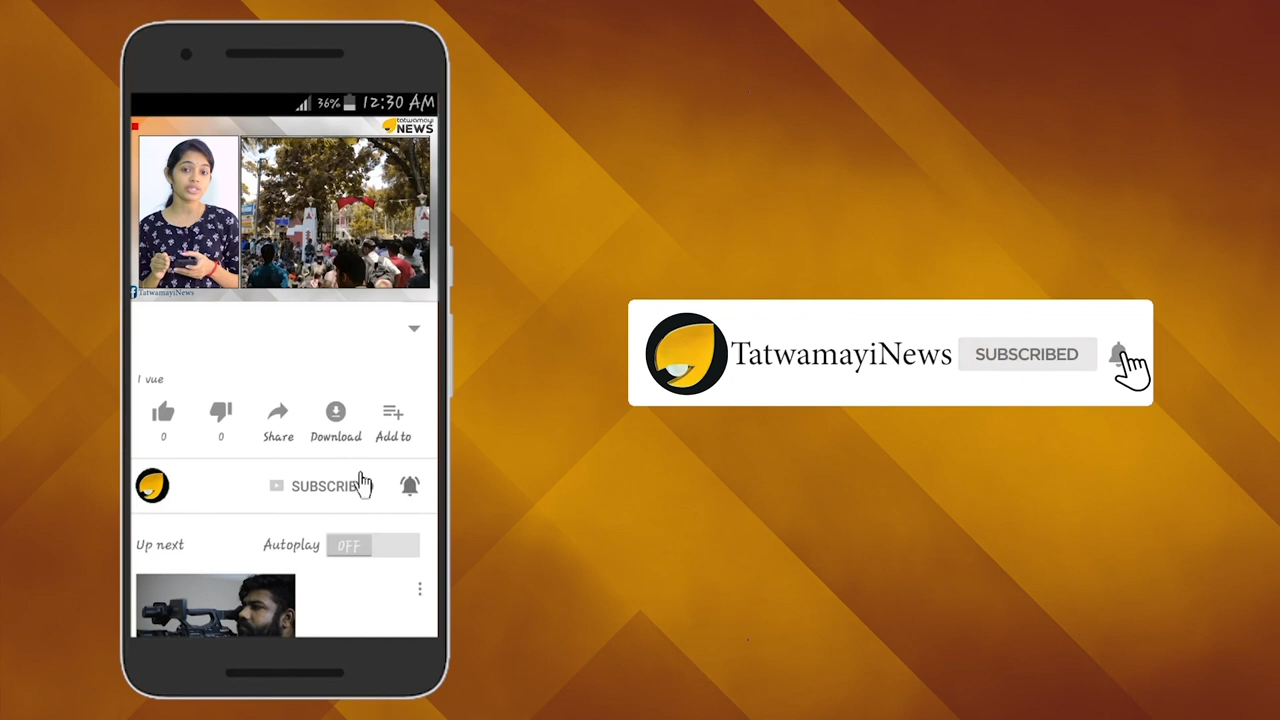 36% 12:30 AM
tatwamayi
NEWS
TatwamayiNews
1 vue
0 0 Share Download Add to
SUBSCRIBE
Up next Autoplay OFF
TatwamayiNews SUBSCRIBED